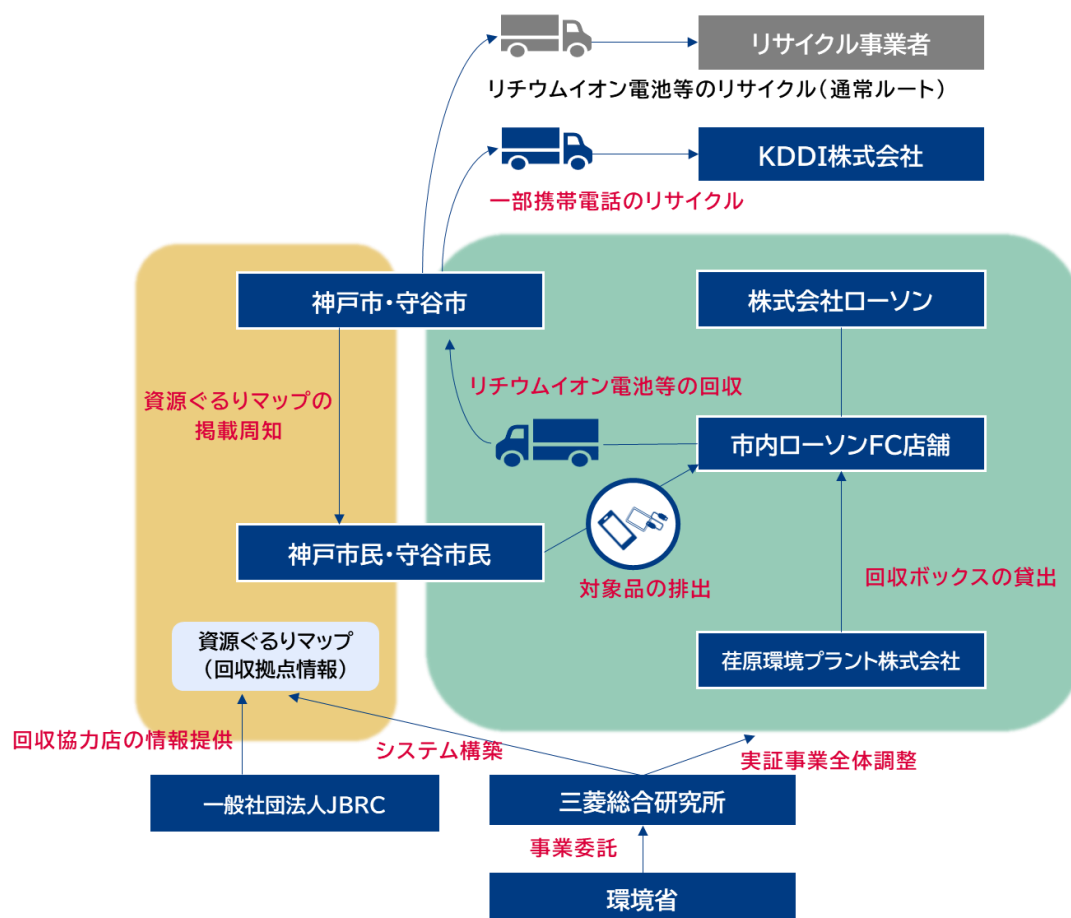 リサイクル事業者
リチウムイオン電池等のリサイクル（通常ルート）
KDDI株式会社
一部携帯電話のリサイクル
神戸市・守谷市
株式会社ローソン
リチウムイオン電池等の回収
資源ぐるりマップの
掲載周知
市内ローソンFC店舗
神戸市民・守谷市民
対象品の排出
回収ボックスの貸出
資源ぐるりマップ
（回収拠点情報）
荏原環境プラント株式会社
回収協力店の情報提供
システム構築
実証事業全体調整
一般社団法人JBRC
三菱総合研究所
事業委託
環境省